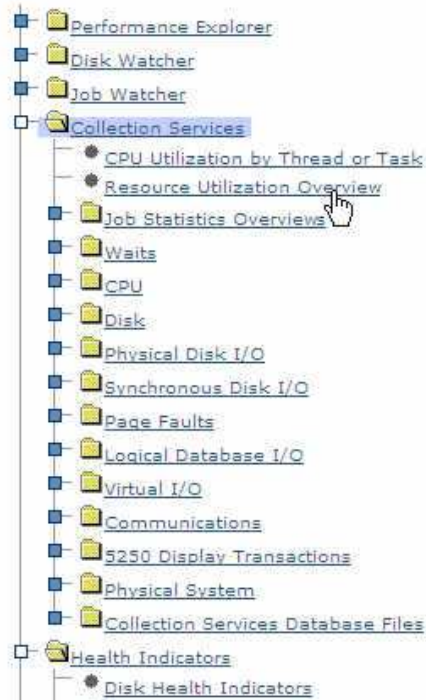 Performance Explorer
Disk Watcher
Job Watcher
Collection Services
CPU Utilization by Thread or Task
Resource Utilization Overview
Job Statistics Overviews
Waits
CPU
Disk
Physical Disk I/O
Synchronous Disk I/O
Page Faults
Logical Database I/O
Virtual I/O
Communications
5250 Display Transactions
Physical System
Collection Services Database Files
Health Indicators
Disk Health Indicators